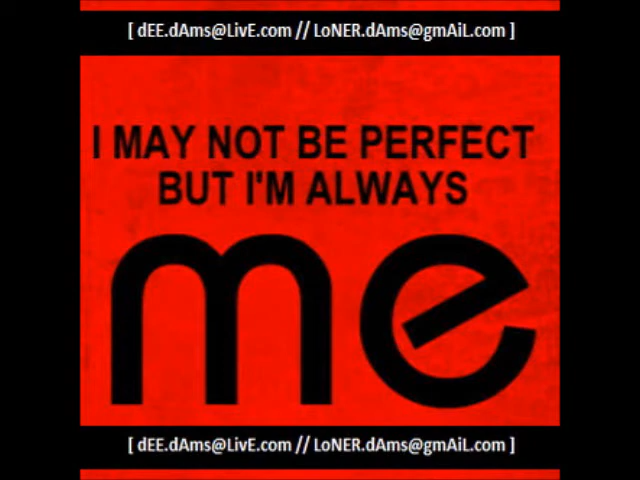 [ dEE.dAms@LivE.com // LoNER.dAms@gmAiL.com ]
I MAY NOT BE PERFECT
BUT I'M ALWAYS
me
[ dEE.dAms@LivE.com // LoNER.dAms@gmAiL.com ]